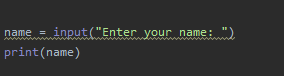 name = input("Enter your name: ")
print(name)